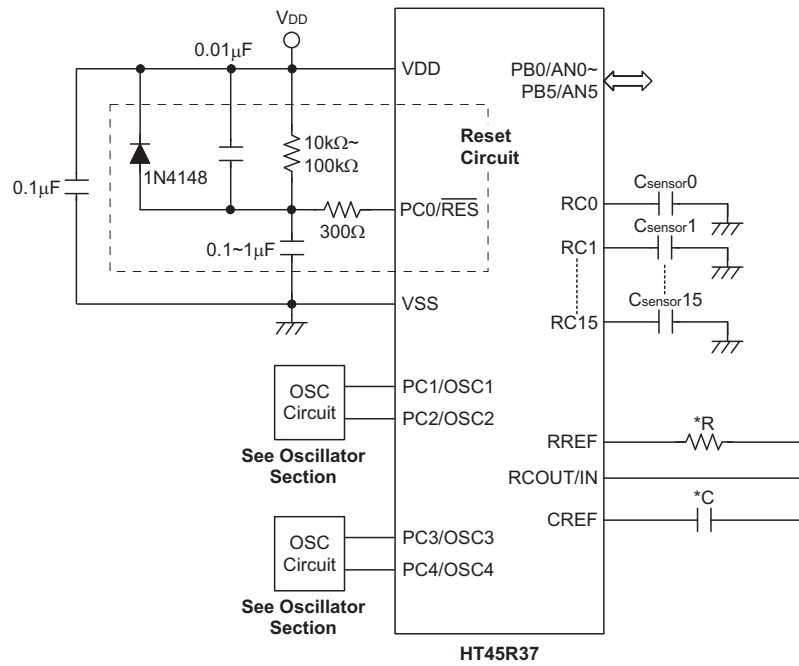 VDD
0.01μF
VDD
PB0/AN0~
PB5/AN5
Reset
Circuit
10kΩ~
100kΩ
1N4148
0.1μF
300Ω
PC0/RES
0.1~1μF
VSS
Csensor0
RC0
Csensor1
RC1
Csensor15
RC15
OSC
Circuit
PC1/OSC1
PC2/OSC2
See Oscillator
Section
*R
RREF
RCOUT/IN
*C
CREF
OSC
Circuit
PC3/OSC3
PC4/OSC4
See Oscillator
Section
HT45R37